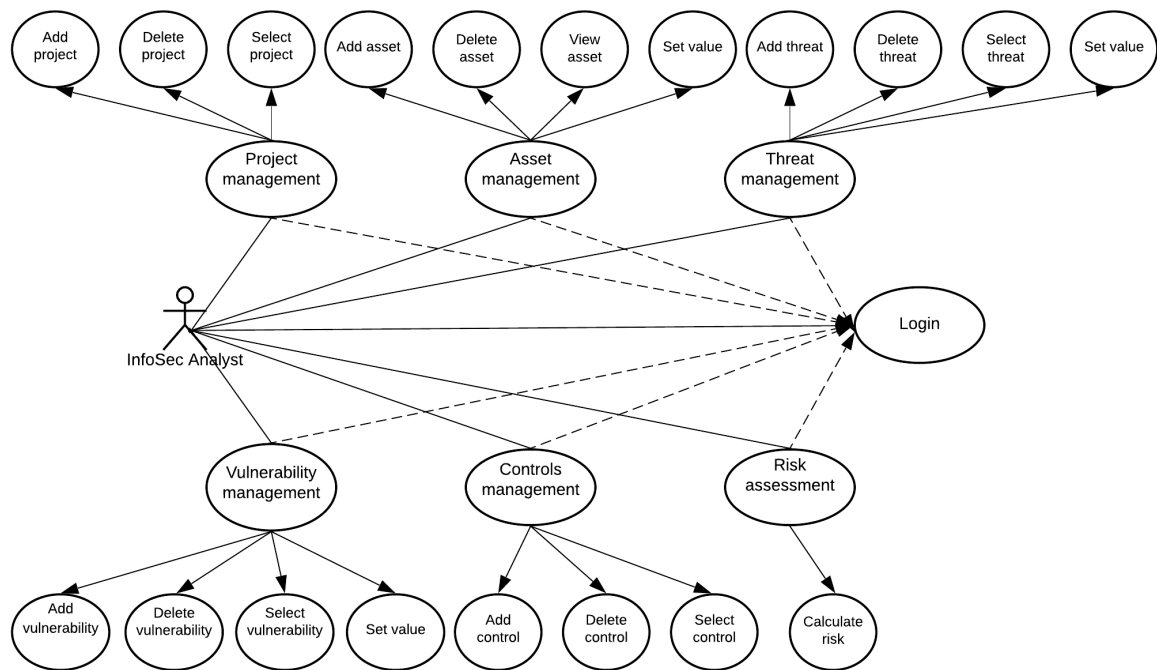 Add
project
Delete
project
Select
project
Add asset
Delete
asset
View
asset
Set value
Add threat
Delete
threat
Select
threat
Set value
Project
management
Asset
management
Threat
management
InfoSec Analyst
Login
Vulnerability
management
Controls
management
Risk
assessment
Add
vulnerability
Delete
vulnerability
Select
vulnerability
Set value
Add
control
Delete
control
Select
control
Calculate
risk